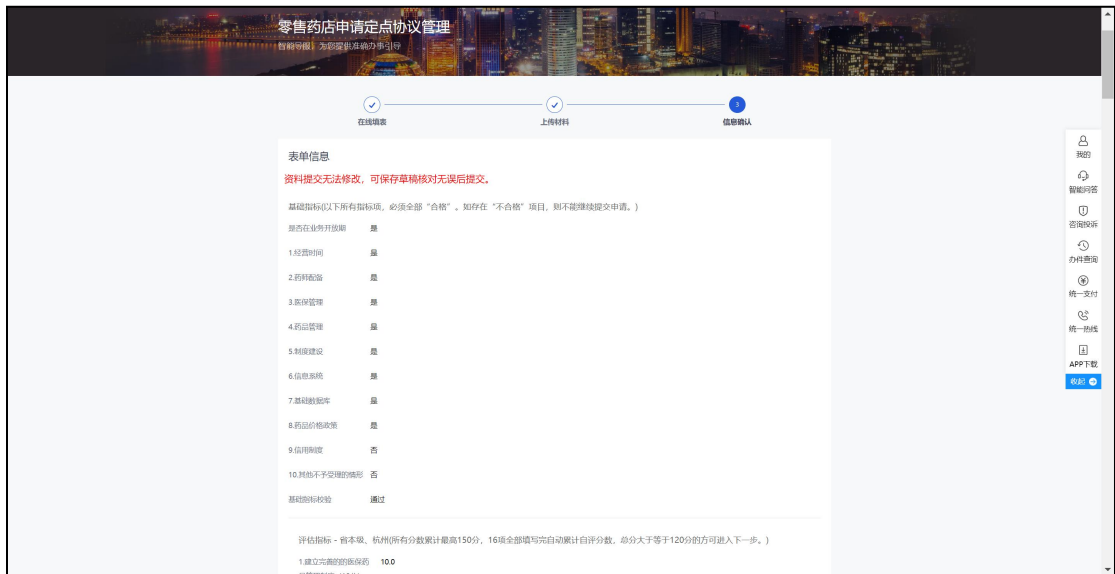 零售药店申请定点协议管理
智能导服，为您提供准确办事引导
在线填表
上传材料
3
信息确认
表单信息
资料提交无法修改，可保存草稿核对无误后提交。
基础指标(以下所有指标项，必须全部“合格”。如存在“不合格”项目，则不能继续提交申请。)
是否在业务开放期 是
1.经营时间 是
2.药师配备 是
3.医保管理 是
4.药品管理 是
5.制度建设 是
6.信息系统 是
7.基础数据库 是
8.药品价格政策 是
9.信用制度 否
10.其他不予受理的情形 否
基础指标校验 通过
评估指标 - 省本级、杭州(所有分数累计最高150分，16项全部填写完自动累计自评分数，总分大于等于120分的方可进入下一步。)
1.建立完善的的医保药 10.0
我的
智能问答
咨询投诉
办件查询
统一支付
统一热线
APP下载
收起